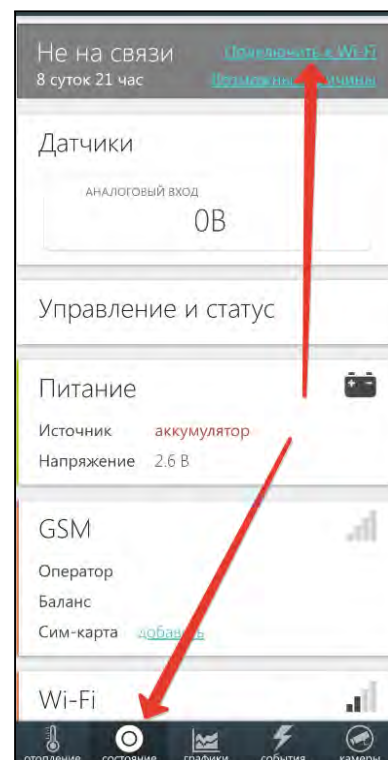 Не на связи Подключить к Wi-Fi
8 суток 21 час Возможные причины
Датчики
АНАЛОГОВЫЙ ВХОД
0В
Управление и статус
Питание
Источник аккумулятор
Напряжение 2.6 В
GSM
Оператор
Баланс
Сим-карта добавить
Wi-Fi
отопление состояние графики события камеры